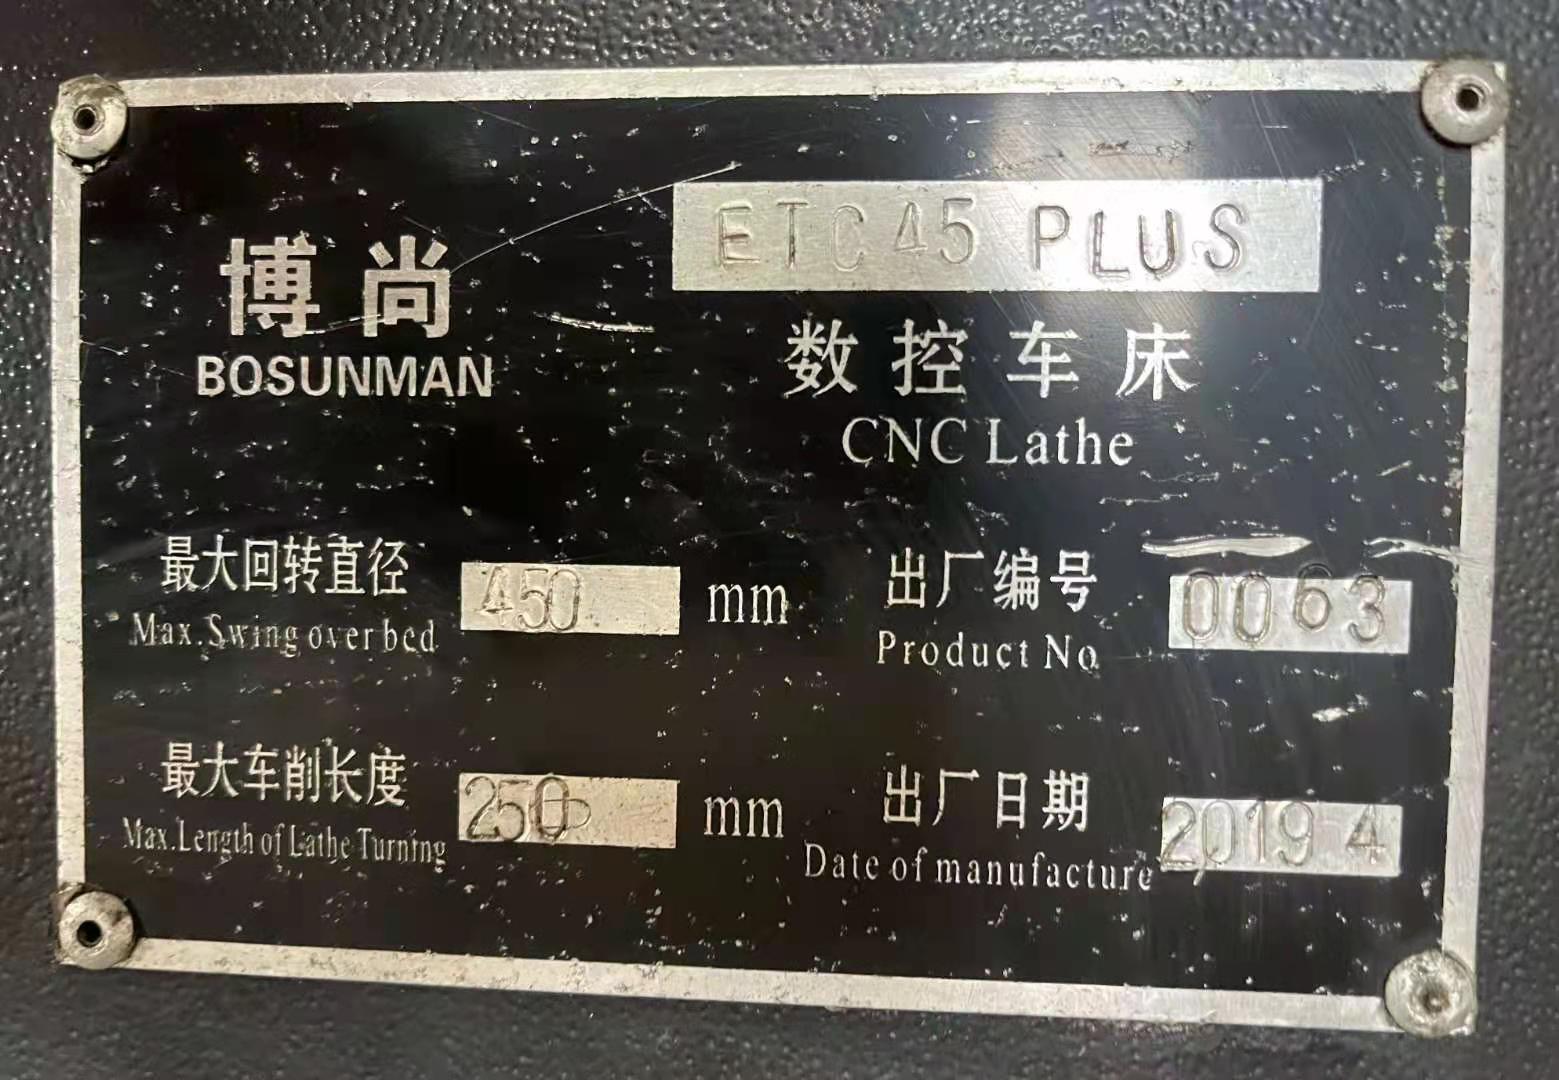 ETC45 PLUS
博尚
BOSUNMAN
数控车床
CNC Lathe
最大回转直径 450 mm
Max.Swing over bed
出厂编号 0063
Product No.
最大车削长度 250 mm
Max.Length of Lathe Turning
出厂日期 2019 4
Date of manufacture